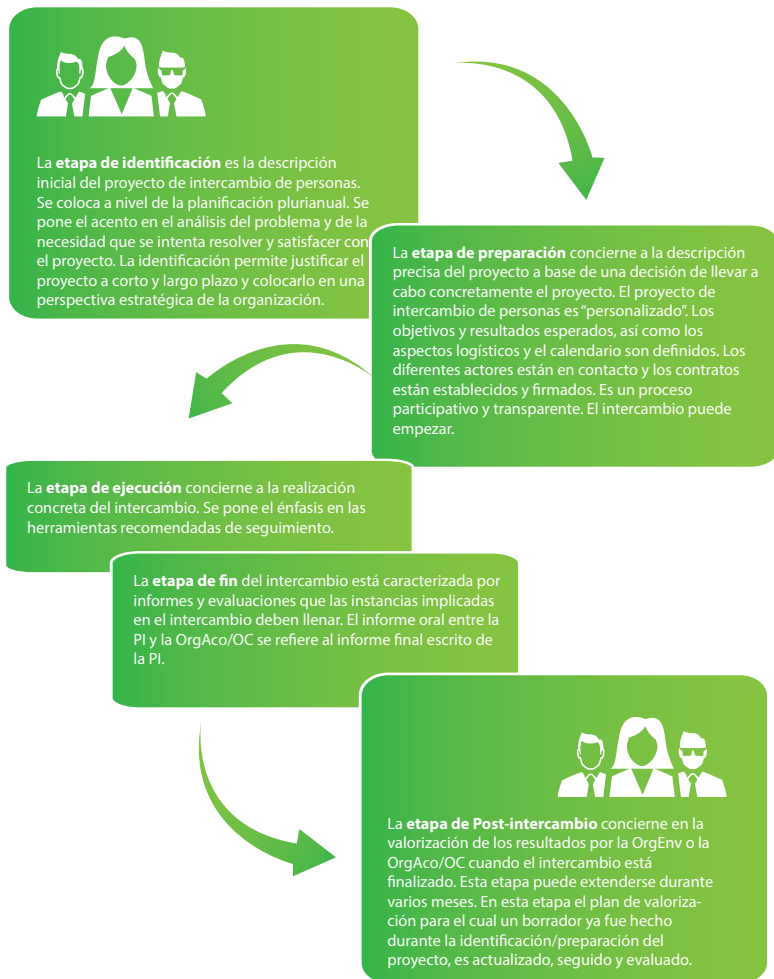 La etapa de identificación es la descripción
inicial del proyecto de intercambio de personas.
Se coloca a nivel de la planificación plurianual. Se
pone el acento en el análisis del problema y de la
necesidad que se intenta resolver y satisfacer con
el proyecto. La identificación permite justificar el
proyecto a corto y largo plazo y colocarlo en una
perspectiva estratégica de la organización.
La etapa de preparación concierne a la descripción
precisa del proyecto a base de una decisión de llevar a
cabo concretamente el proyecto. El proyecto de
intercambio de personas es “personalizado”. Los
objetivos y resultados esperados, así como los
aspectos logísticos y el calendario son definidos. Los
diferentes actores están en contacto y los contratos
están establecidos y firmados. Es un proceso
participativo y transparente. El intercambio puede
empezar.
La etapa de ejecución concierne a la realización
concreta del intercambio. Se pone el énfasis en las
herramientas recomendadas de seguimiento.
La etapa de fin del intercambio está caracterizada por
informes y evaluaciones que las instancias implicadas
en el intercambio deben llenar. El informe oral entre la
PI y la OrgAco/OC se refiere al informe final escrito de
la PI.
La etapa de Post-intercambio concierne en la
valorización de los resultados por la OrgEnv o la
OrgAco/OC cuando el intercambio está
finalizado. Esta etapa puede extenderse durante
varios meses. En esta etapa el plan de valoriza-
ción para el cual un borrador ya fue hecho
durante la identificación/preparación del
proyecto, es actualizado, seguido y evaluado.